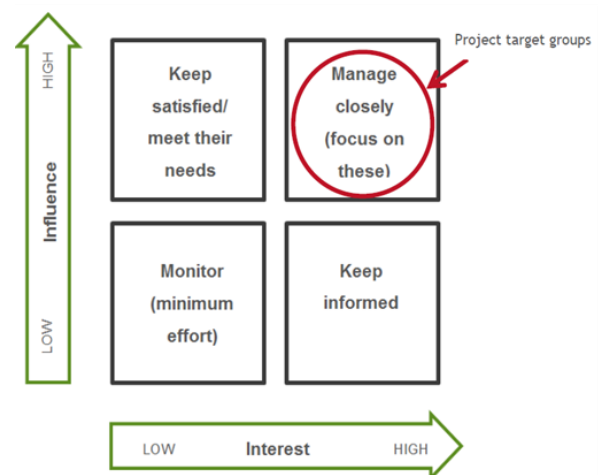 Project target groups
HIGH
Influence
LOW
Keep
satisfied/
meet their
needs
Manage
closely
(focus on
these)
Monitor
(minimum
effort)
Keep
informed
LOW Interest HIGH